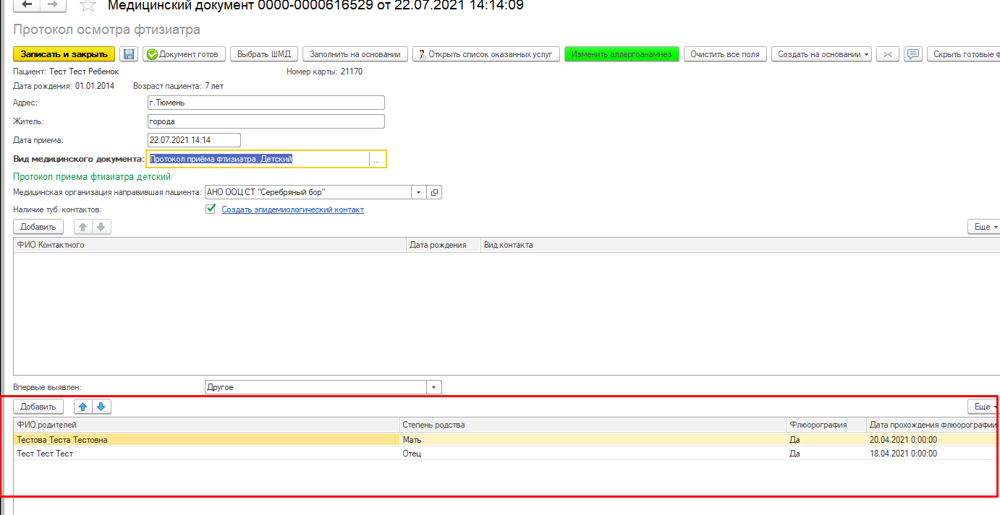 Медицинский документ 0000-0000616529 от 22.07.2021 14:14:09
Протокол осмотра фтизиатра
Записать и закрыть Документ готов Выбрать ШМД Заполнить на основании Открыть список оказанных услуг Изменить аллергоанамнез Очистить все поля Создать на основании >< Скрыть готовые ф
Пациент: Тест Тест Ребенок Номер карты: 21170
Дата рождения: 01.01.2014 Возраст пациента: 7 лет
Адрес: г.Тюмень
Житель: города
Дата приема: 22.07.2021 14:14
Вид медицинского документа: Протокол приёма фтизиатра. Детский ...
Протокол приема фтизиатра детский
Медицинская организация направившая пациента: АНО ООЦ СТ "Серебряный бор"
Наличие туб. контактов: Создать эпидемиологический контакт
Добавить Еще
ФИО Контактного Дата рождения Вид контакта
Впервые выявлен: Другое
Добавить Еще
ФИО родителей Степень родства Флюорография Дата прохождения флюорографии
Тестова Теста Тестовна Мать Да 20.04.2021 0:00:00
Тест Тест Тест Отец Да 18.04.2021 0:00:00